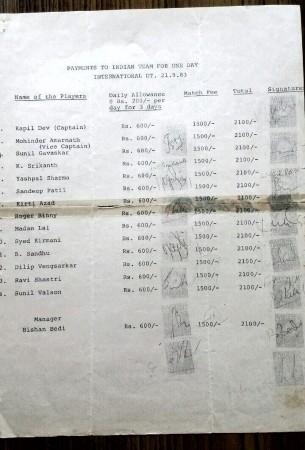 PAYMENTS TO INDIAN TEAM FOR ONE DAY
INTERNATIONAL DT. 21.9.83
Name of the Players Daily Allowance Match Fee Total Signature
@ Rs. 200/- per
day for 3 days
Kapil Dev (Captain) Rs. 600/- 1500/- 2100/-
Mohinder Amarnath Rs. 600/- 1500/- 2100/-
(Vice Captain)
Sunil Gavaskar Rs. 600/- 1500/- 2100/-
K. Srikanth Rs. 600/- 1500/- 2100/-
Yashpal Sharma Rs. 600/- 1500/- 2100/-
Sandeep Patil Rs. 600/- 1500/- 2100/-
Kirti Azad Rs. 600/- 1500/- 2100/-
Roger Binny Rs. 600/- 1500/- 2100/-
Madan Lal Rs. 600/- 1500/- 2100/-
Syed Kirmani Rs. 600/- 1500/- 2100/-
B. Sandhu Rs. 600/- 1500/- 2100/-
2 Dilip Vengsarkar Rs. 600/- 1500/- 2100/-
3 Ravi Shastri Rs. 600/- 1500/- 2100/-
Sunil Valson Rs. 600/- 1500/- 2100/-
Manager
Bishan Bedi Rs. 600/- 1500/- 2100/-